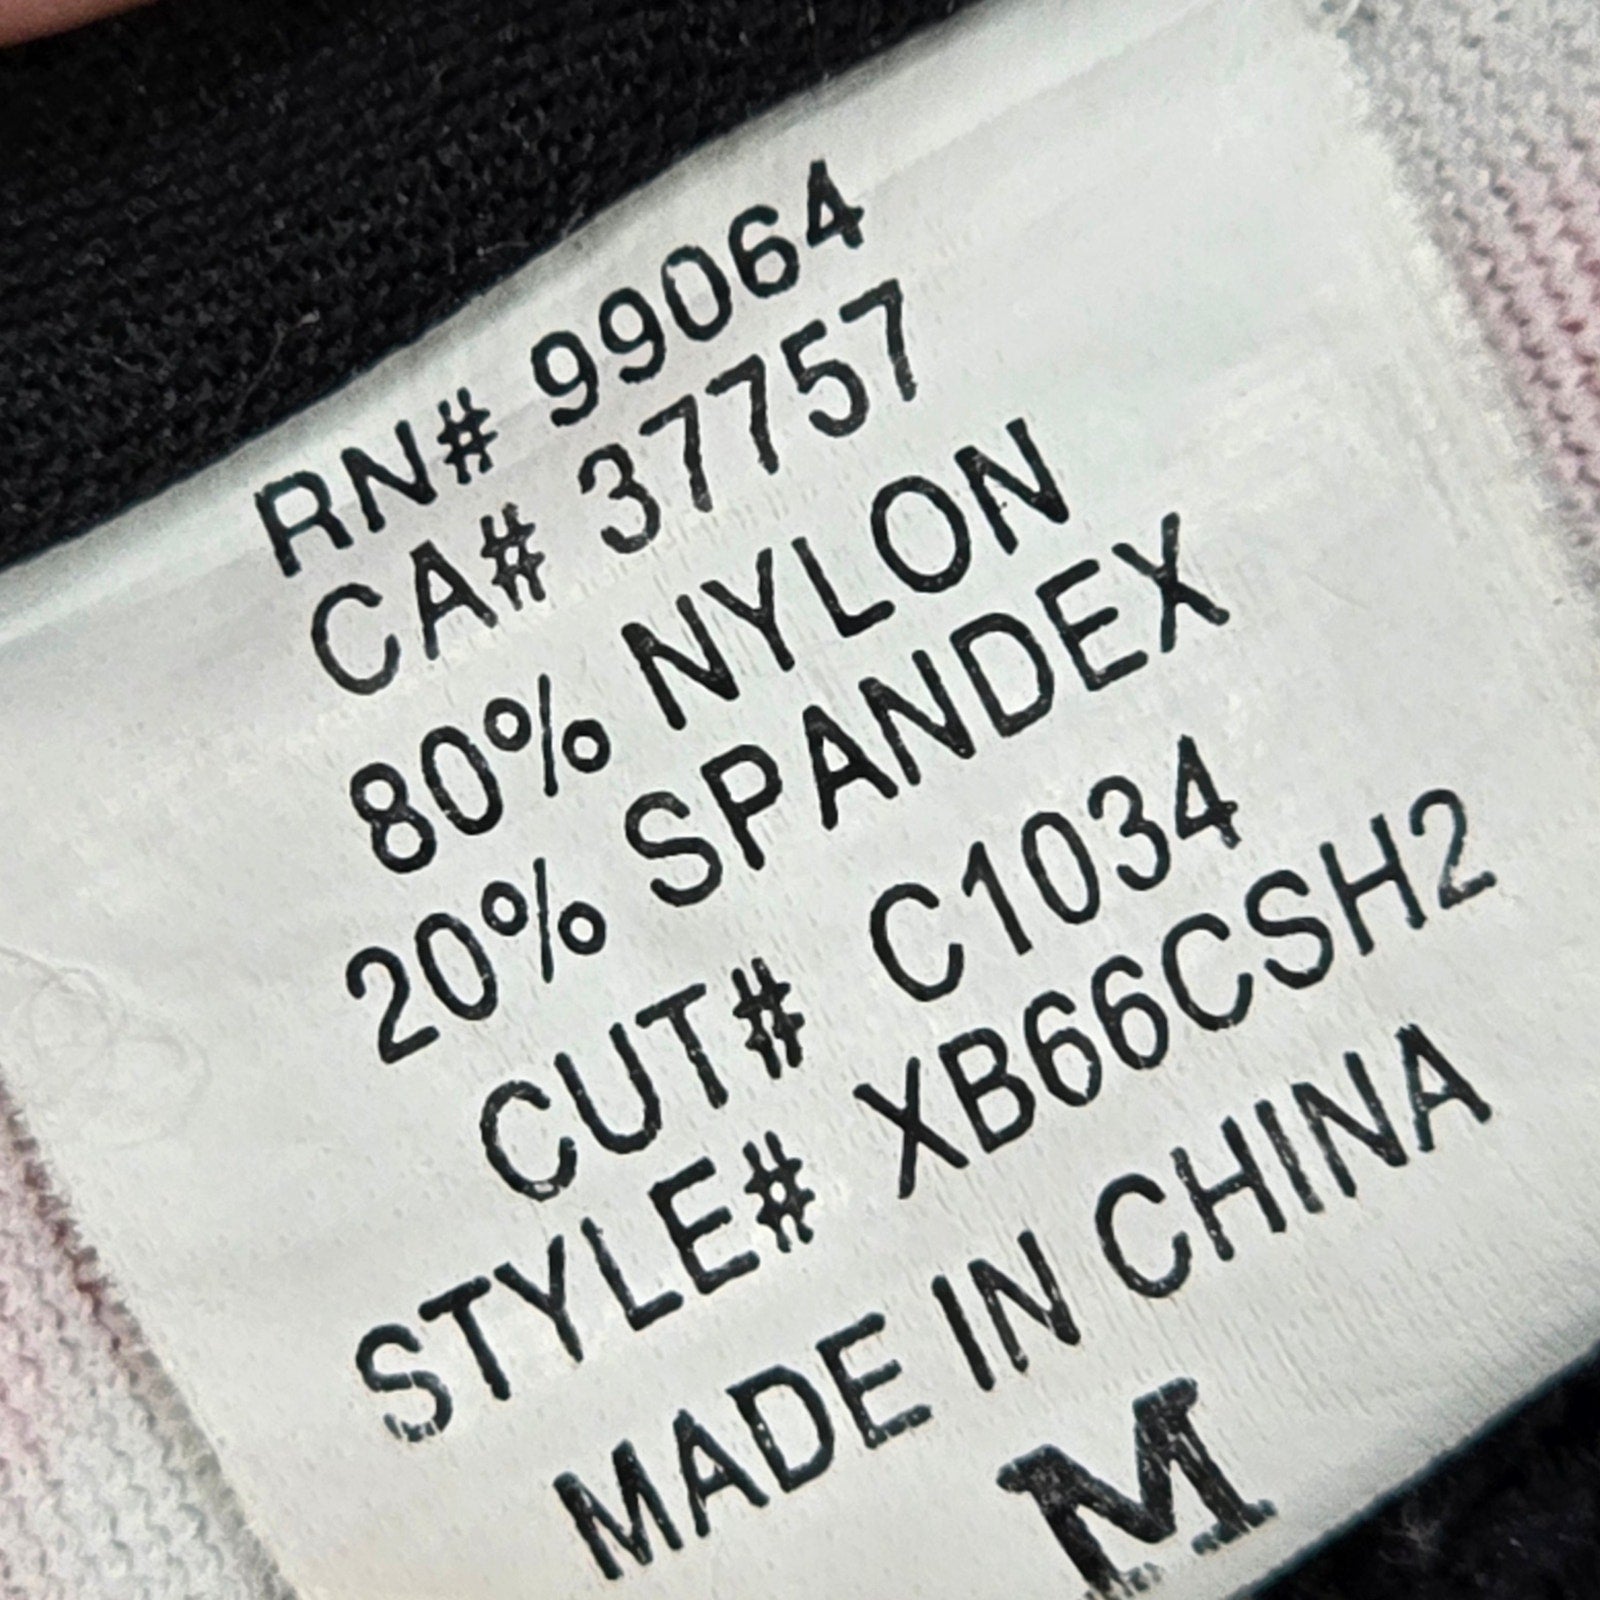 RN# 99064
CA# 37757
80% NYLON
20% SPANDEX
CUT# C1034
STYLE# XB66CSH2
MADE IN CHINA
M